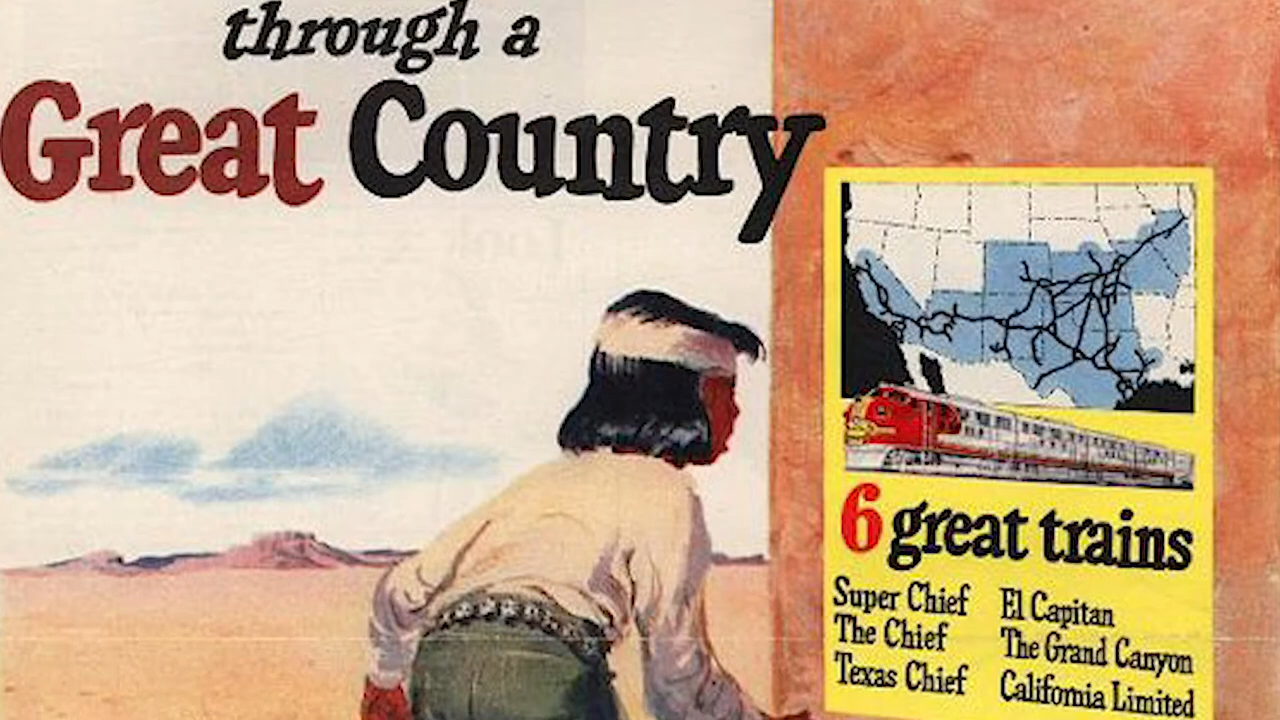 through a
Great Country
6 great trains
Super Chief
The Chief
Texas Chief
El Capitan
The Grand Canyon
California Limited